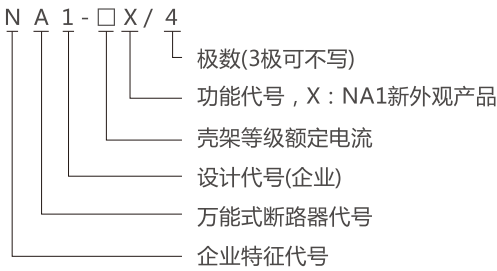 NA1-□X/4
极数(3极可不写)
功能代号，X：NA1新外观产品
壳架等级额定电流
设计代号(企业)
万能式断路器代号
企业特征代号